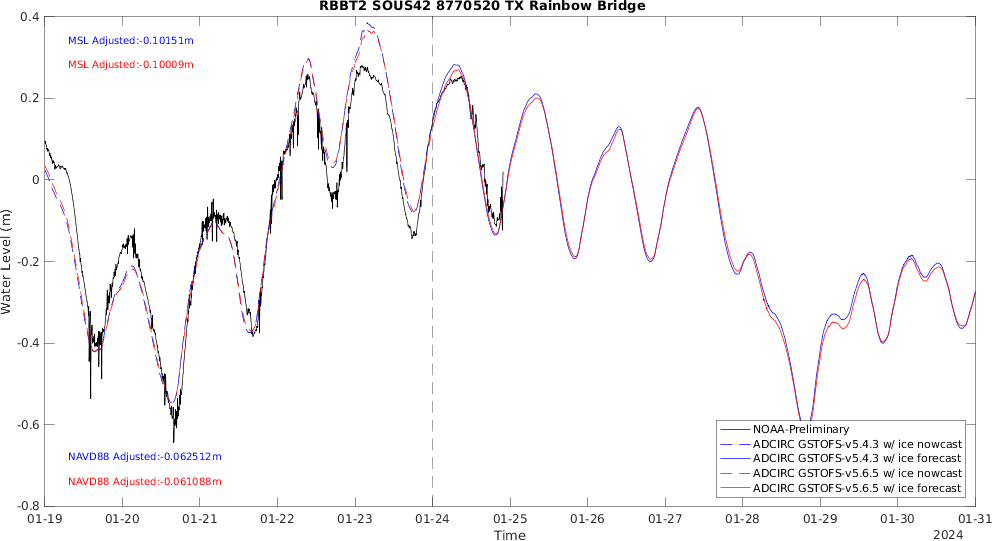 RBBT2 SOUS42 8770520 TX Rainbow Bridge
0.4
MSL Adjusted:-0.10151m
MSL Adjusted:-0.10009m
0.2
0
-0.2
-0.4
-0.6
-0.8
Water Level (m)
NAVD88 Adjusted:-0.062512m
NAVD88 Adjusted:-0.061088m
NOAA-Preliminary
ADCIRC GSTOFS-v5.4.3 w/ ice nowcast
ADCIRC GSTOFS-v5.4.3 w/ ice forecast
ADCIRC GSTOFS-v5.6.5 w/ ice nowcast
ADCIRC GSTOFS-v5.6.5 w/ ice forecast
01-19 01-20 01-21 01-22 01-23 01-24 01-25 01-26 01-27 01-28 01-29 01-30 01-31
Time
2024